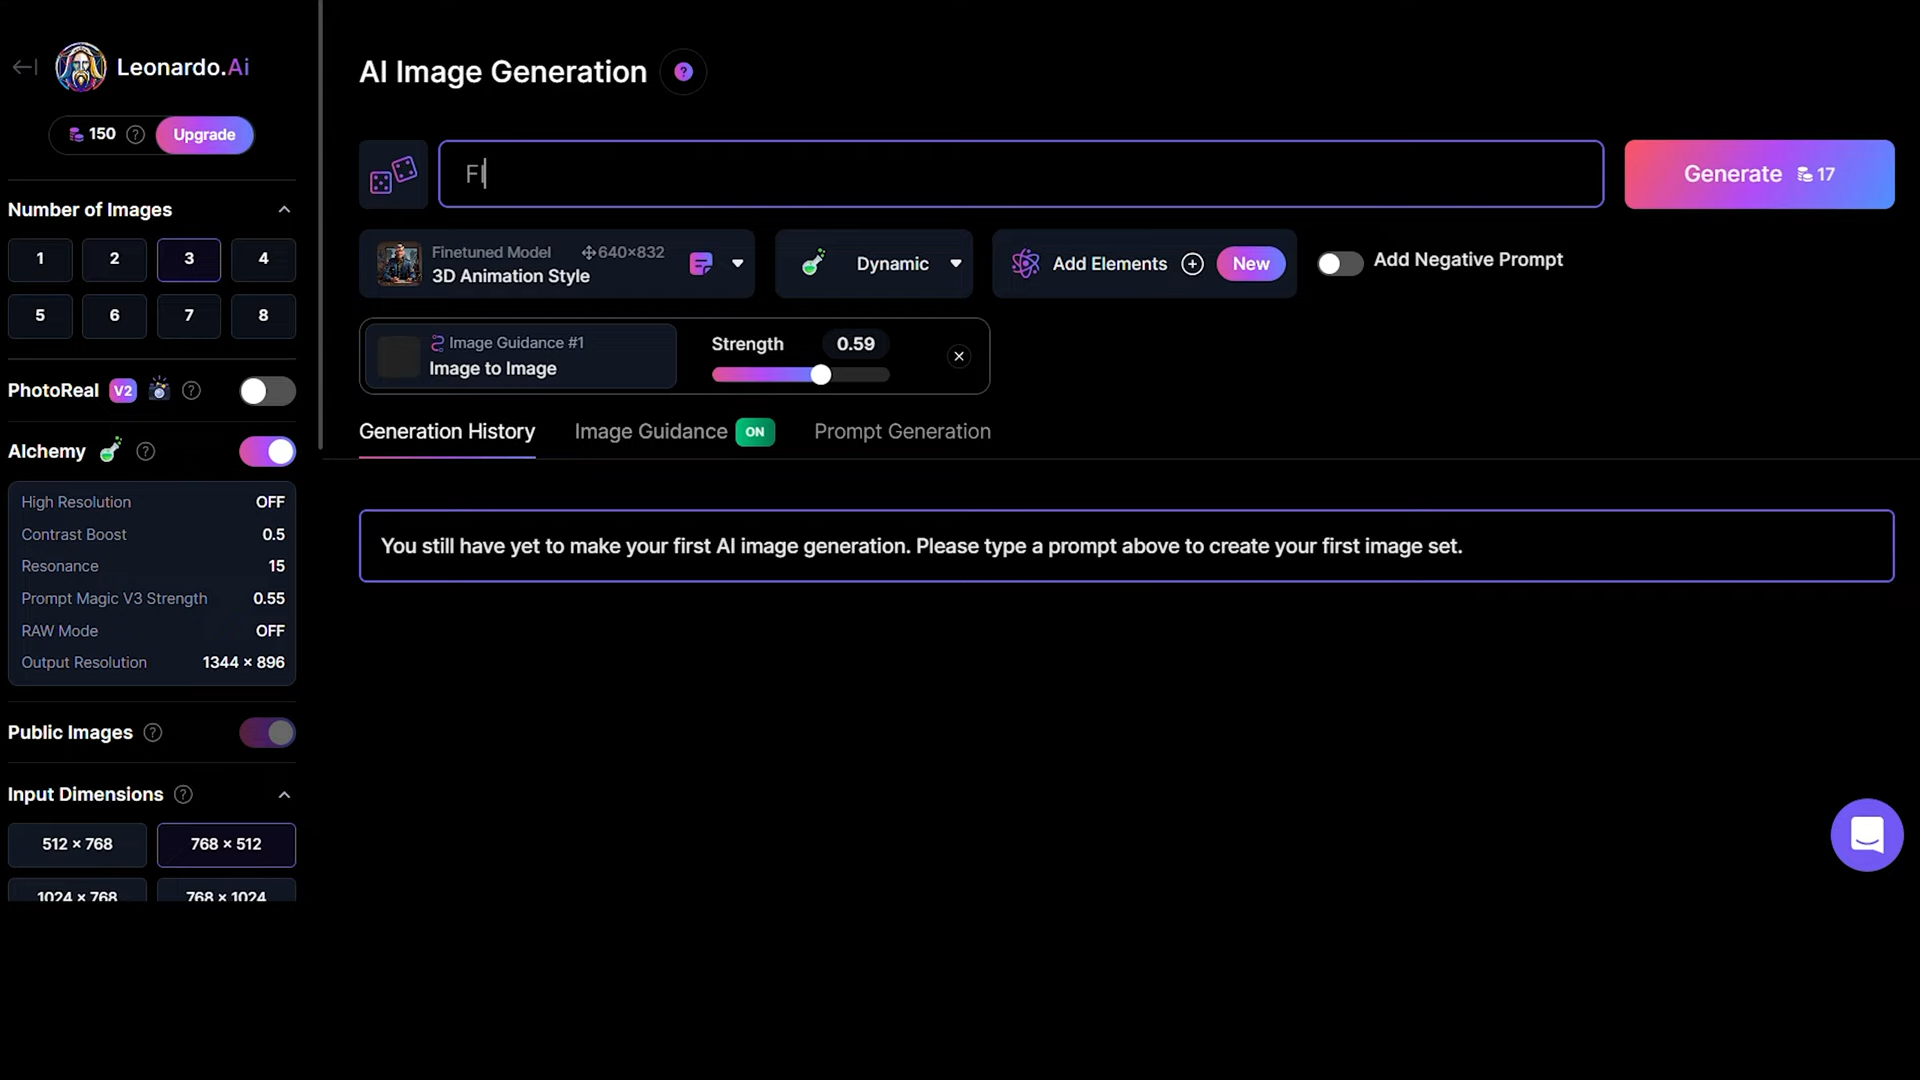 Leonardo.Ai
150 ? Upgrade
Number of Images
1 2 3 4
5 6 7 8
PhotoReal V2 ?
Alchemy ?
High Resolution OFF
Contrast Boost 0.5
Resonance 15
Prompt Magic V3 Strength 0.55
RAW Mode OFF
Output Resolution 1344 × 896
Public Images ?
Input Dimensions ?
512 × 768 768 × 512
1024 × 768 768 × 1024
AI Image Generation ?
Fl
Generate 17
Finetuned Model 640×832
3D Animation Style
Dynamic
Add Elements New
Add Negative Prompt
Image Guidance #1
Image to Image
Strength 0.59
Generation History Image Guidance ON Prompt Generation
You still have yet to make your first AI image generation. Please type a prompt above to create your first image set.